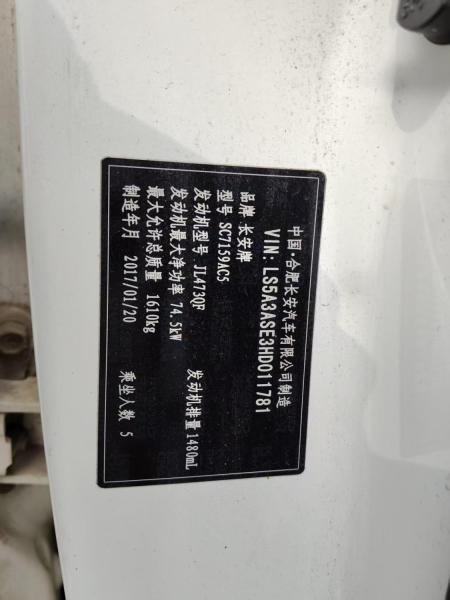 中国·合肥长安汽车有限公司制造
VIN: LS5A3ASE3HD011781
品牌 长安牌
型号 SC7159AC5
发动机型号 JL473QF 发动机排量 1480mL
发动机最大净功率 74.5kW
最大允许总质量 1610kg
制造年月 2017/01/20 乘坐人数 5